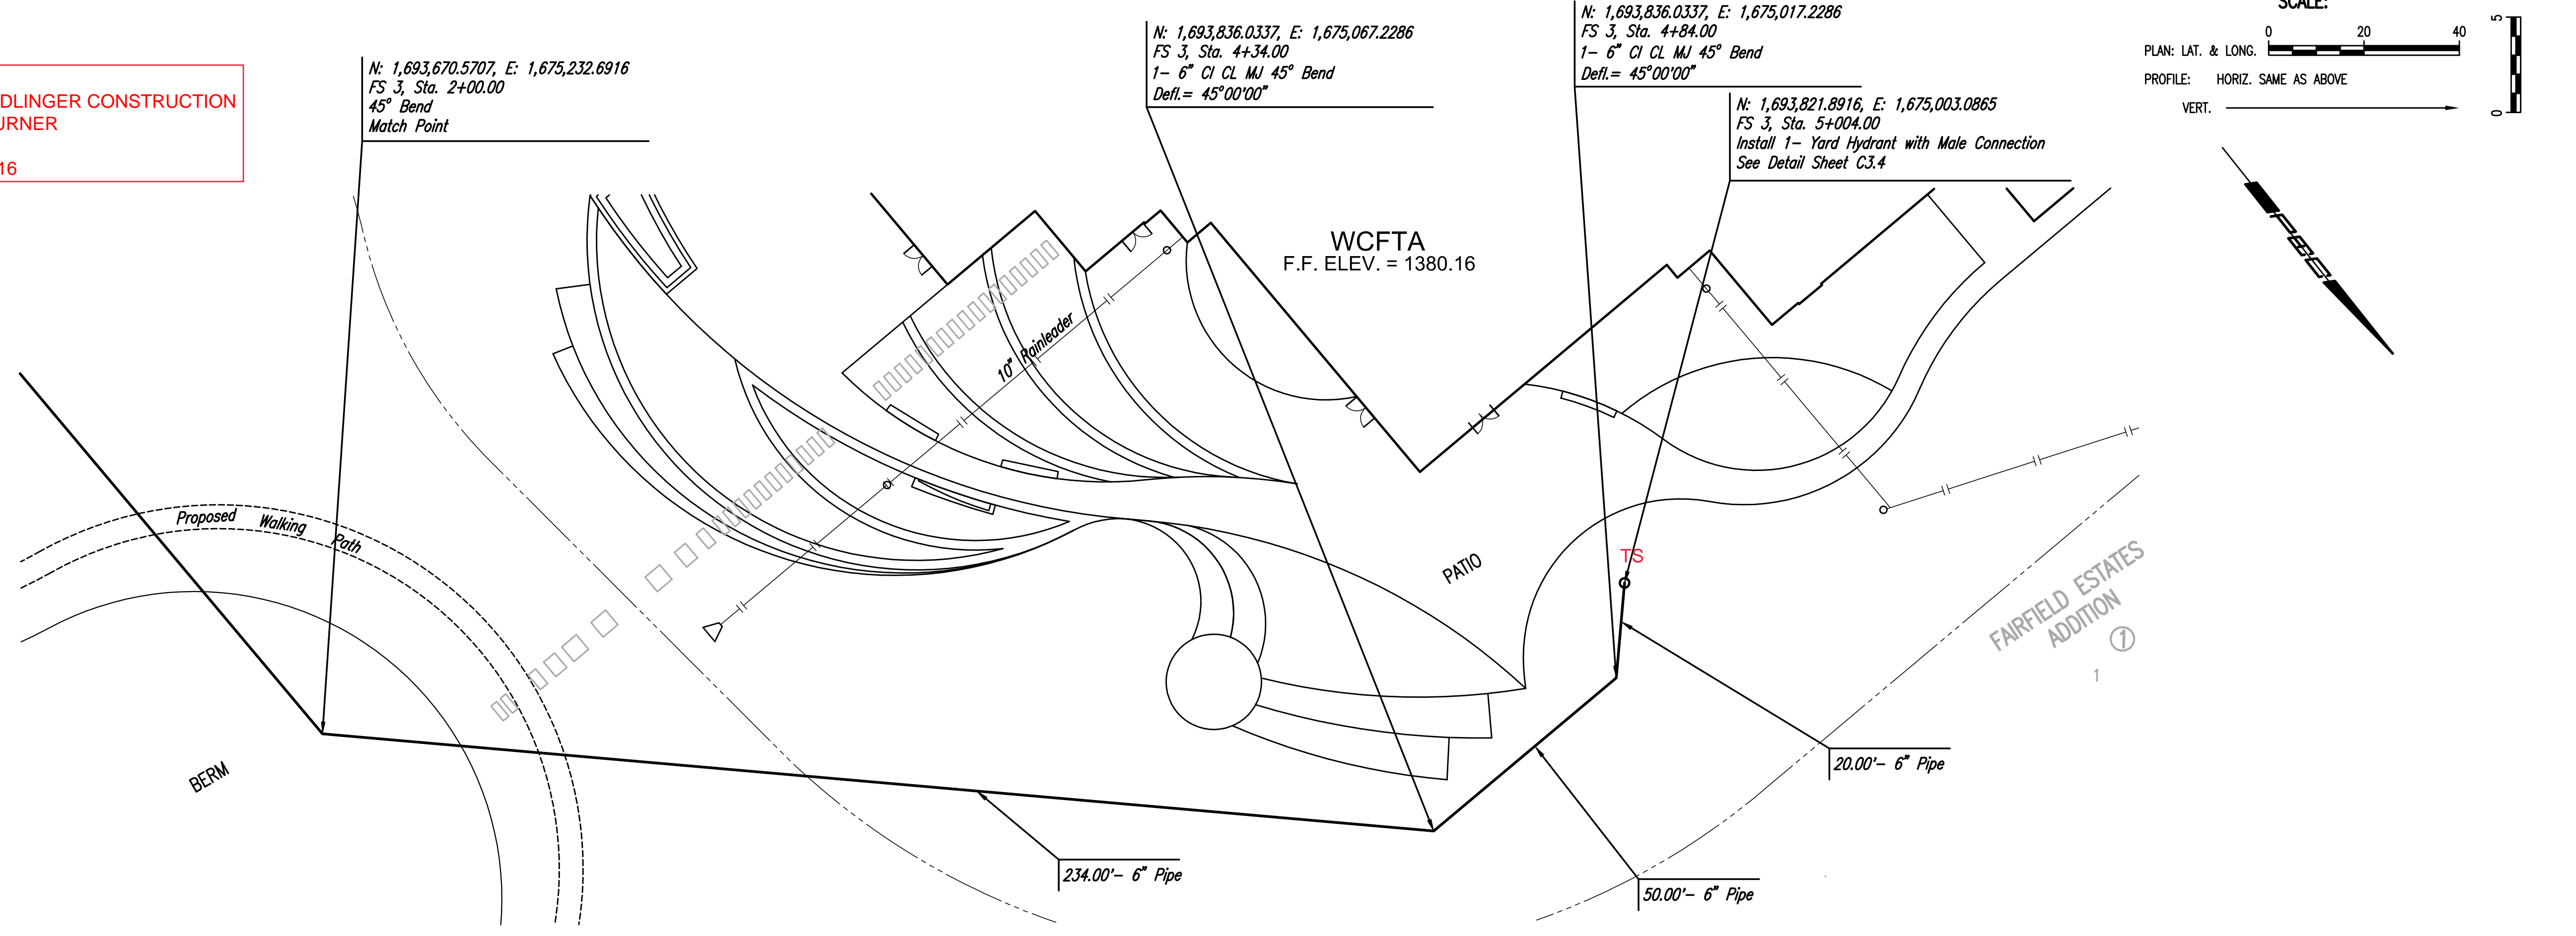 DLINGER CONSTRUCTION
URNER
16
N: 1,693,670.5707, E: 1,675,232.6916
FS 3, Sta. 2+00.00
45° Bend
Match Point
N: 1,693,836.0337, E: 1,675,067.2286
FS 3, Sta. 4+34.00
1- 6" CI CL MJ 45° Bend
Defl.= 45°00'00"
N: 1,693,836.0337, E: 1,675,017.2286
FS 3, Sta. 4+84.00
1- 6" CI CL MJ 45° Bend
Defl.= 45°00'00"
N: 1,693,821.8916, E: 1,675,003.0865
FS 3, Sta. 5+004.00
Install 1- Yard Hydrant with Male Connection
See Detail Sheet C3.4
SCALE:
0 20 40
PLAN: LAT. & LONG.
PROFILE: HORIZ. SAME AS ABOVE
VERT.
5
0
WCFTA
F.F. ELEV. = 1380.16
10" Rainleader
Proposed Walking Path
PATIO
TS
BERM
FAIRFIELD ESTATES
ADDITION
1
1
20.00'- 6" Pipe
234.00'- 6" Pipe
50.00'- 6" Pipe